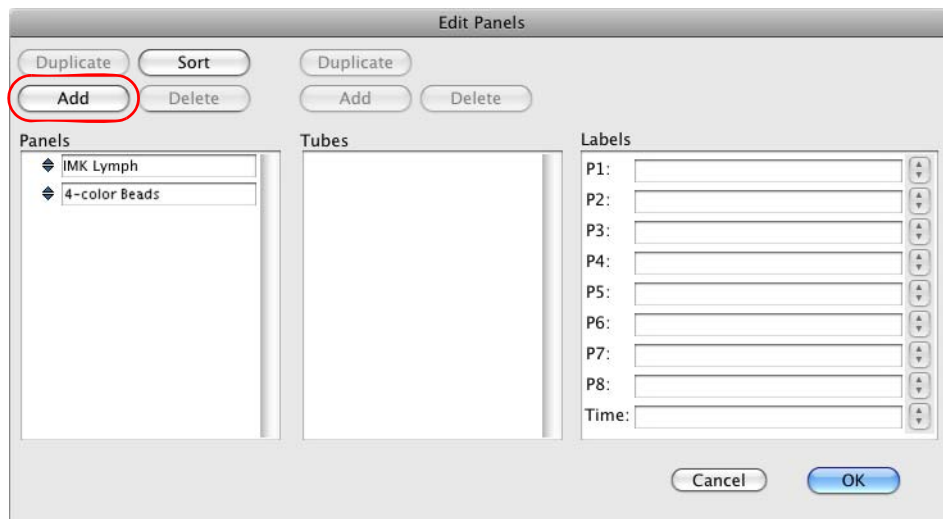 Edit Panels
Duplicate Sort Duplicate
Add Delete Add Delete
Panels Tubes Labels
IMK Lymph
4-color Beads
P1:
P2:
P3:
P4:
P5:
P6:
P7:
P8:
Time:
Cancel OK